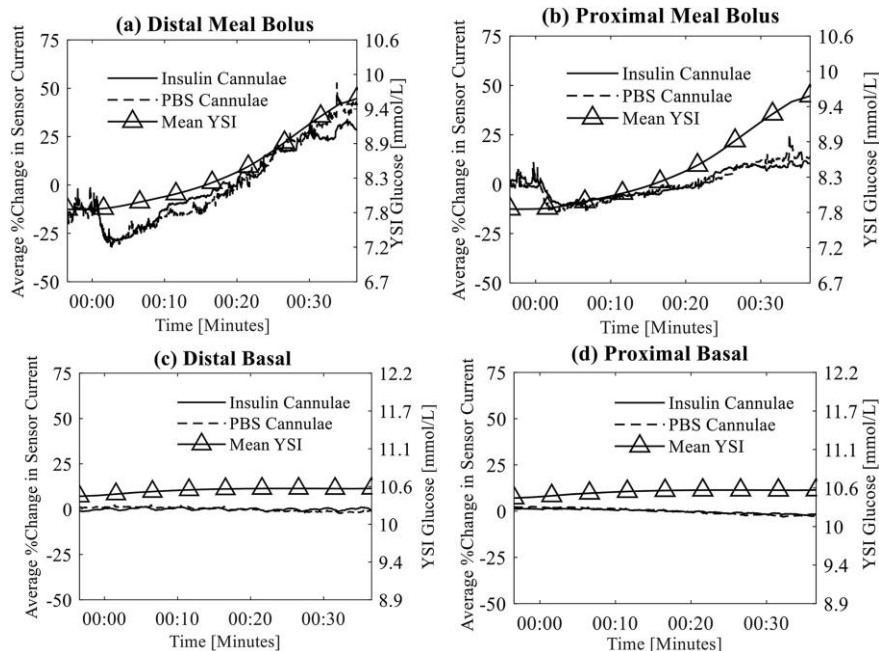 (a) Distal Meal Bolus
75
50
25
0
-25
-50
Average %Change in Sensor Current
Insulin Cannulae
PBS Cannulae
Mean YSI
10.6
10
9.4
8.9
8.3
7.8
7.2
6.7
YSI Glucose [mmol/L]
00:00 00:10 00:20 00:30
Time [Minutes]
(b) Proximal Meal Bolus
75
50
25
0
-25
-50
Average %Change in Sensor Current
Insulin Cannulae
PBS Cannulae
Mean YSI
10.6
10
9.4
8.9
8.3
7.8
7.2
6.7
YSI Glucose [mmol/L]
00:00 00:10 00:20 00:30
Time [Minutes]
(c) Distal Basal
75
50
25
0
-25
-50
Average %Change in Sensor Current
Insulin Cannulae
PBS Cannulae
Mean YSI
12.2
11.7
11.1
10.6
10
9.4
8.9
YSI Glucose [mmol/L]
00:00 00:10 00:20 00:30
Time [Minutes]
(d) Proximal Basal
75
50
25
0
-25
-50
Average %Change in Sensor Current
Insulin Cannulae
PBS Cannulae
Mean YSI
12.2
11.7
11.1
10.6
10
9.4
8.9
YSI Glucose [mmol/L]
00:00 00:10 00:20 00:30
Time [Minutes]